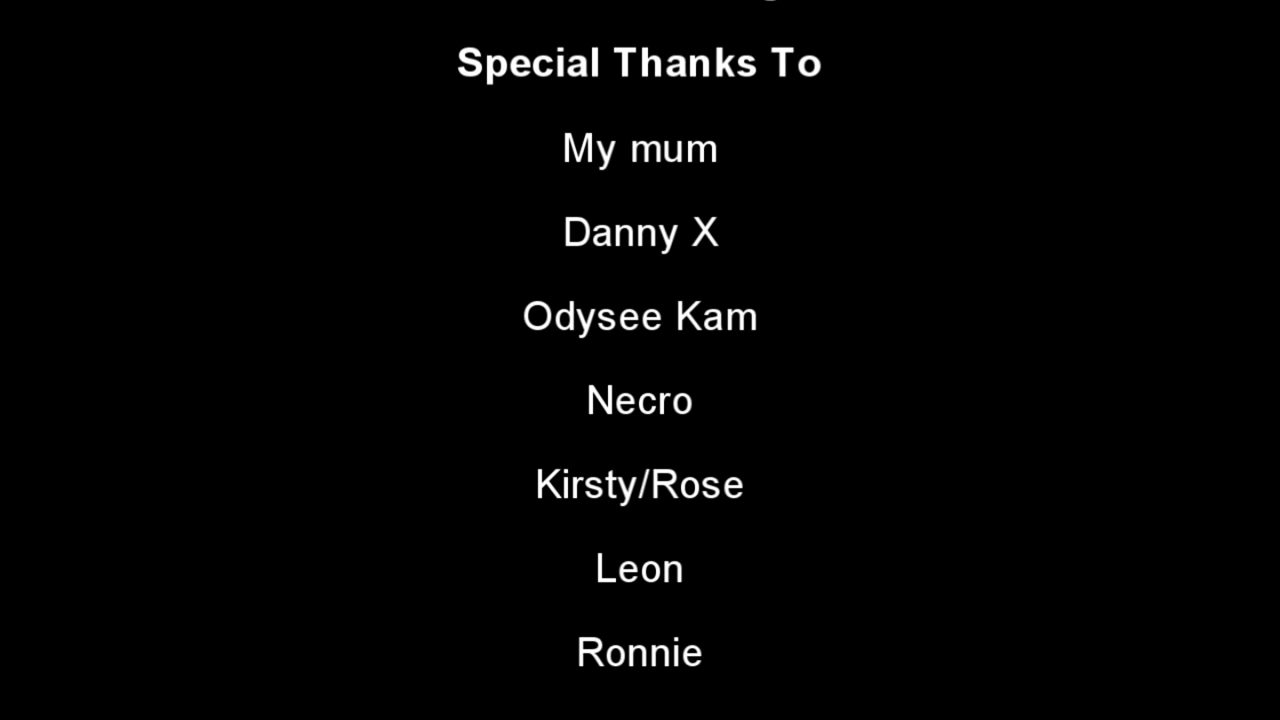 Special Thanks To
My mum
Danny X
Odysee Kam
Necro
Kirsty/Rose
Leon
Ronnie